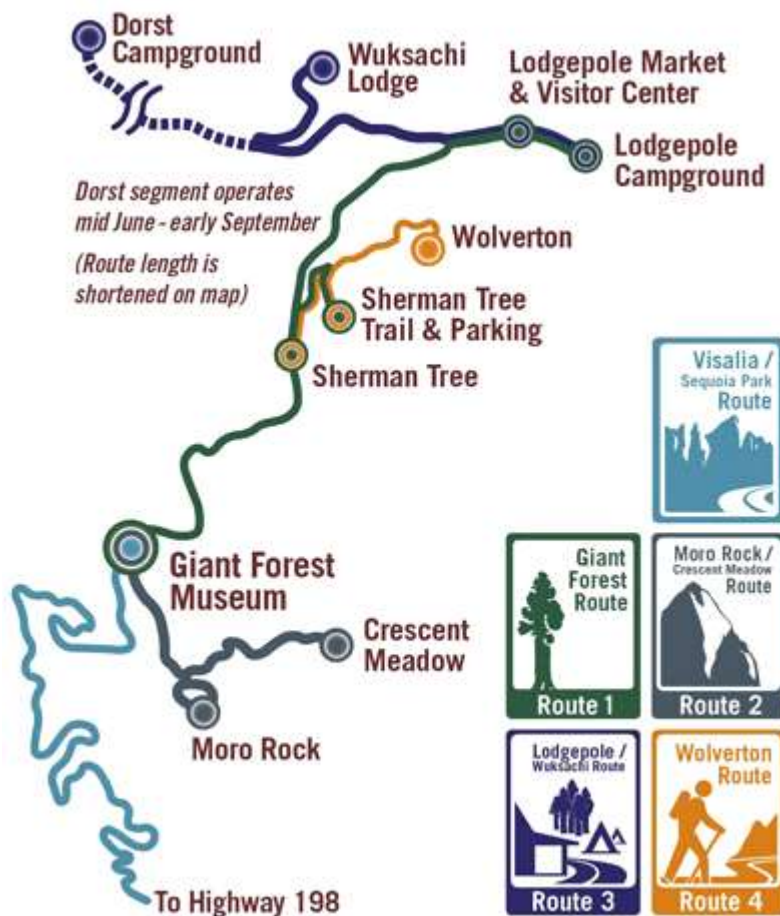 Dorst
Campground
Wuksachi
Lodge
Lodgepole Market
& Visitor Center
Lodgepole
Campground
Dorst segment operates
mid June - early September
(Route length is
shortened on map)
Wolverton
Sherman Tree
Trail & Parking
Sherman Tree
Giant Forest
Museum
Crescent
Meadow
Moro Rock
To Highway 198
Visalia /
Sequoia Park
Route
Giant
Forest
Route
Route 1
Moro Rock /
Crescent Meadow
Route
Route 2
Lodgepole /
Wuksachi Route
Route 3
Wolverton
Route
Route 4